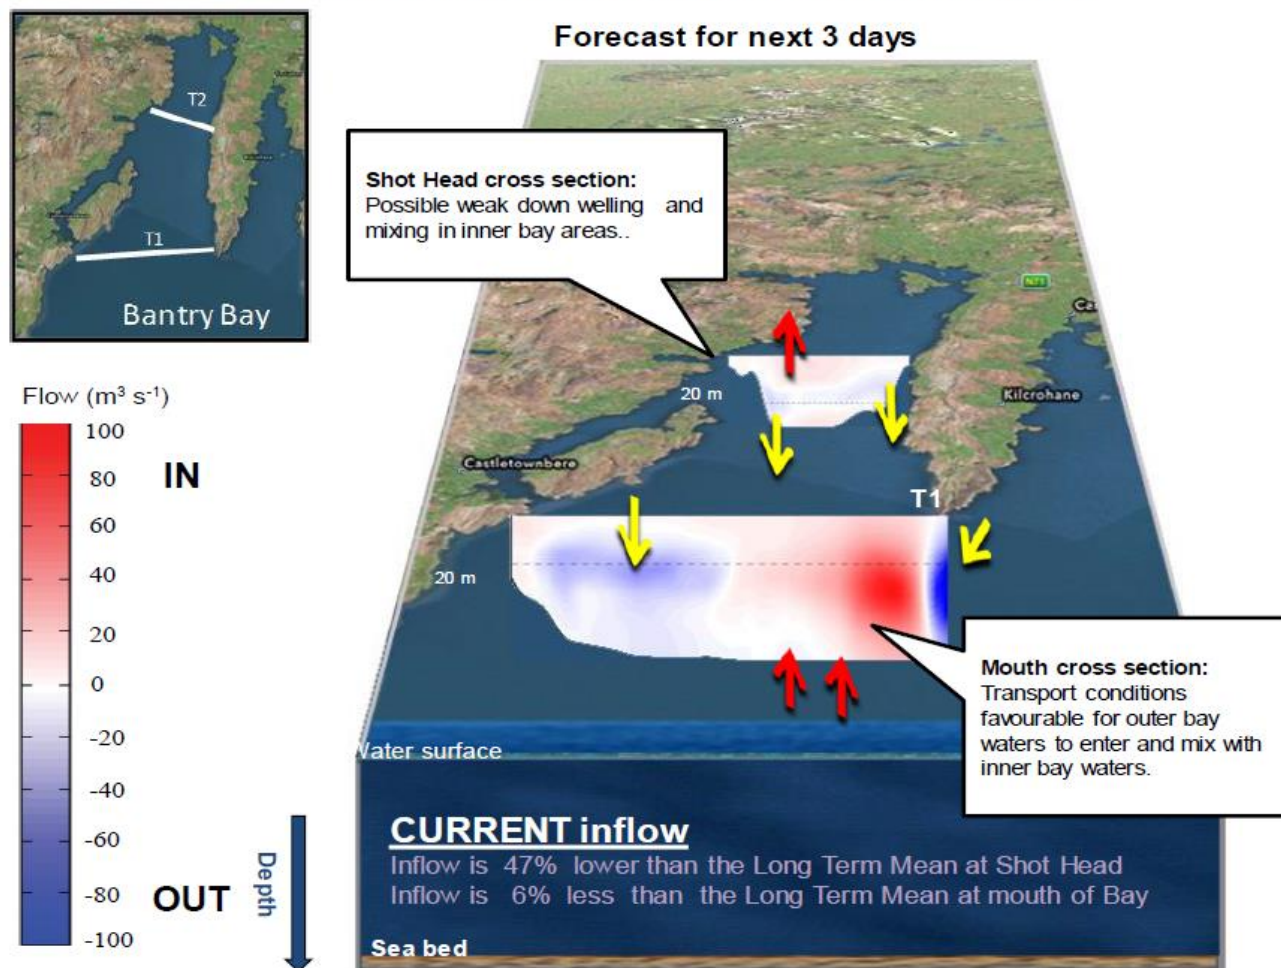 Forecast for next 3 days
T2
T1
Bantry Bay
Shot Head cross section:
Possible weak down welling and
mixing in inner bay areas..
N71
Kilcrohane
20 m
Castletownbere
T1
20 m
Flow (m³ s⁻¹)
100
80
60
40
20
0
-20
-40
-60
-80
-100
IN
OUT
Depth
Mouth cross section:
Transport conditions
favourable for outer bay
waters to enter and mix with
inner bay waters.
Water surface
CURRENT inflow
Inflow is 47% lower than the Long Term Mean at Shot Head
Inflow is 6% less than the Long Term Mean at mouth of Bay
Sea bed